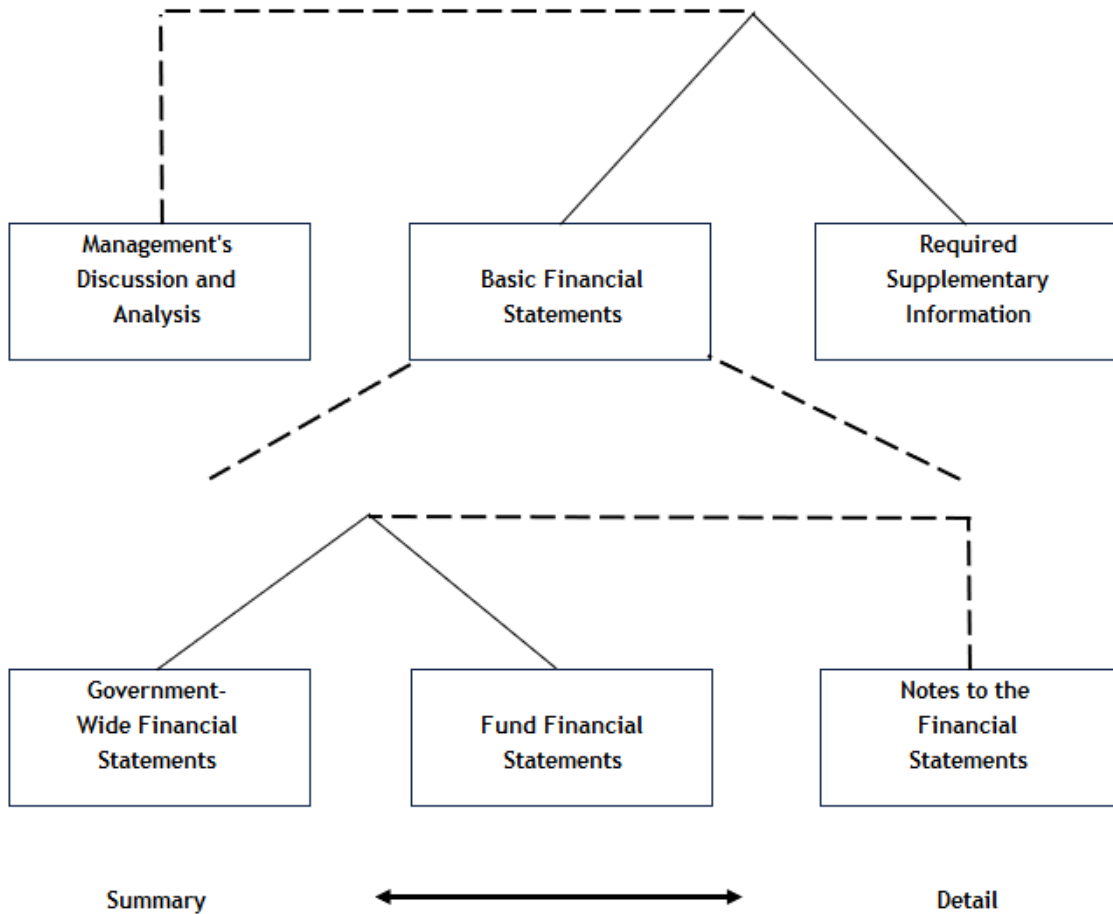 Management's
Discussion and
Analysis
Basic Financial
Statements
Required
Supplementary
Information
Government-
Wide Financial
Statements
Fund Financial
Statements
Notes to the
Financial
Statements
Summary
Detail